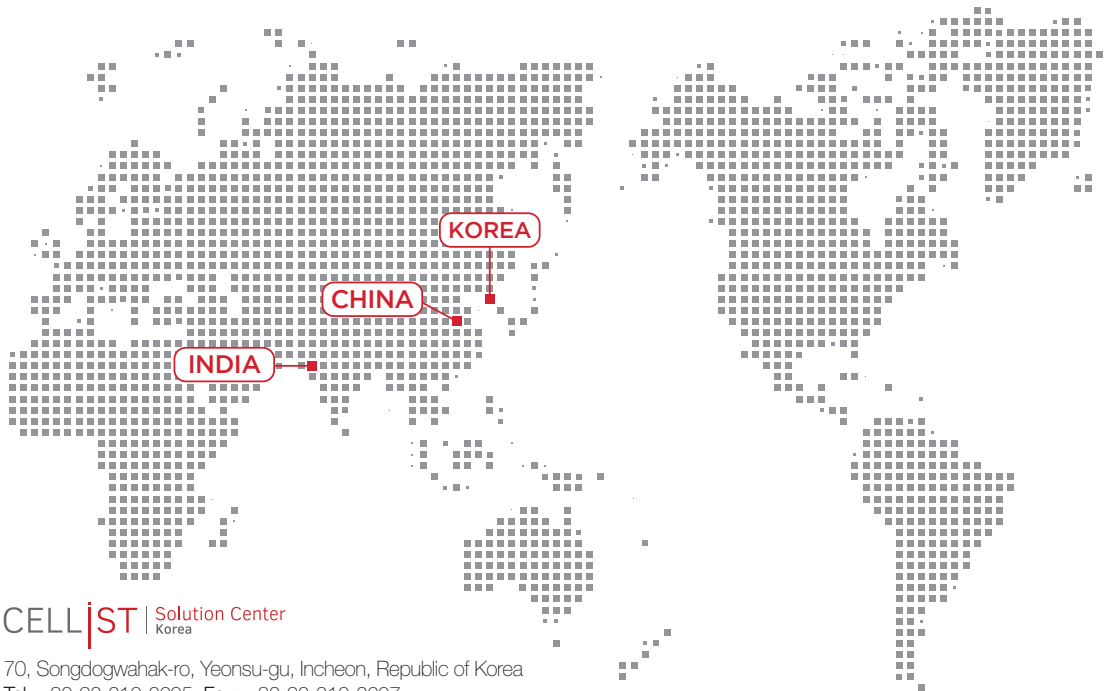 KOREA
CHINA
INDIA
CELLiST Solution Center
Korea
70, Songdogwahak-ro, Yeonsu-gu, Incheon, Republic of Korea